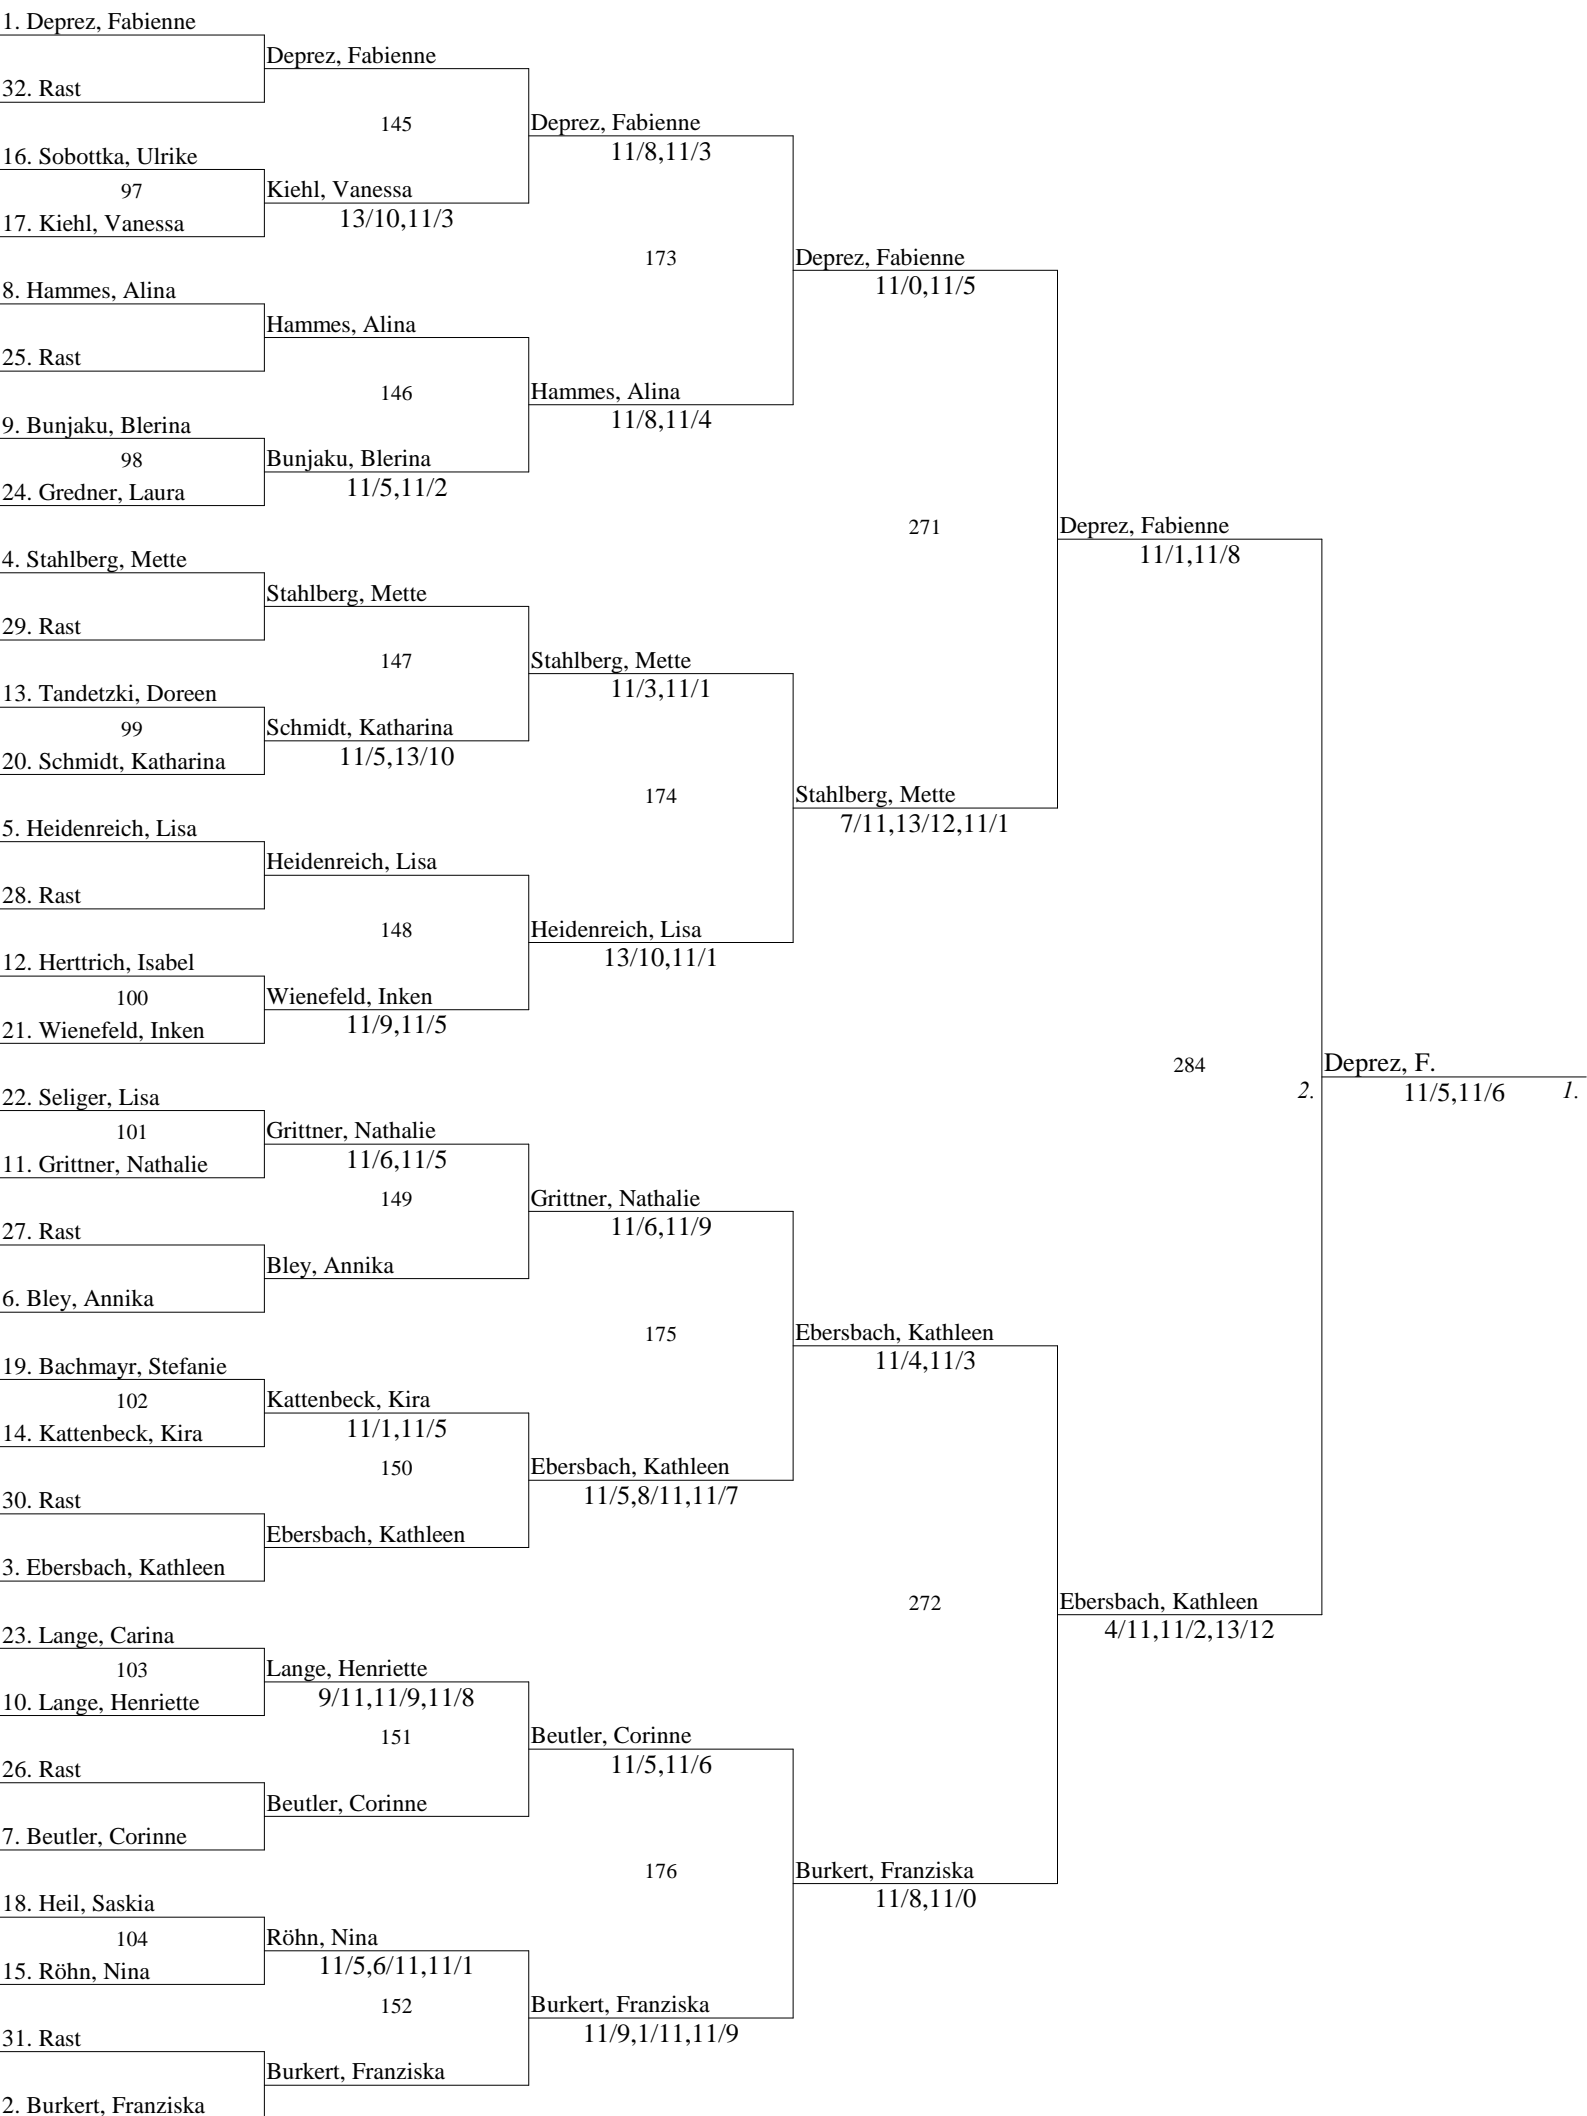 1. Deprez, Fabienne
Deprez, Fabienne
32. Rast
145
Deprez, Fabienne
11/8,11/3
16. Sobottka, Ulrike
97
Kiehl, Vanessa
13/10,11/3
17. Kiehl, Vanessa
173
Deprez, Fabienne
11/0,11/5
8. Hammes, Alina
Hammes, Alina
25. Rast
146
Hammes, Alina
11/8,11/4
9. Bunjaku, Blerina
98
Bunjaku, Blerina
11/5,11/2
24. Gredner, Laura
271
Deprez, Fabienne
11/1,11/8
4. Stahlberg, Mette
Stahlberg, Mette
29. Rast
147
Stahlberg, Mette
11/3,11/1
13. Tandetzki, Doreen
99
Schmidt, Katharina
11/5,13/10
20. Schmidt, Katharina
174
Stahlberg, Mette
7/11,13/12,11/1
5. Heidenreich, Lisa
Heidenreich, Lisa
28. Rast
148
Heidenreich, Lisa
13/10,11/1
12. Herttrich, Isabel
100
Wienefeld, Inken
11/9,11/5
21. Wienefeld, Inken
284
Deprez, F.
2.
11/5,11/6
1.
22. Seliger, Lisa
101
Grittner, Nathalie
11/6,11/5
11. Grittner, Nathalie
149
Grittner, Nathalie
11/6,11/9
27. Rast
Bley, Annika
6. Bley, Annika
175
Ebersbach, Kathleen
11/4,11/3
19. Bachmayr, Stefanie
102
Kattenbeck, Kira
11/1,11/5
14. Kattenbeck, Kira
150
Ebersbach, Kathleen
11/5,8/11,11/7
30. Rast
Ebersbach, Kathleen
3. Ebersbach, Kathleen
272
Ebersbach, Kathleen
4/11,11/2,13/12
23. Lange, Carina
103
Lange, Henriette
9/11,11/9,11/8
10. Lange, Henriette
151
Beutler, Corinne
11/5,11/6
26. Rast
Beutler, Corinne
7. Beutler, Corinne
176
Burkert, Franziska
11/8,11/0
18. Heil, Saskia
104
Röhn, Nina
11/5,6/11,11/1
15. Röhn, Nina
152
Burkert, Franziska
11/9,1/11,11/9
31. Rast
Burkert, Franziska
2. Burkert, Franziska